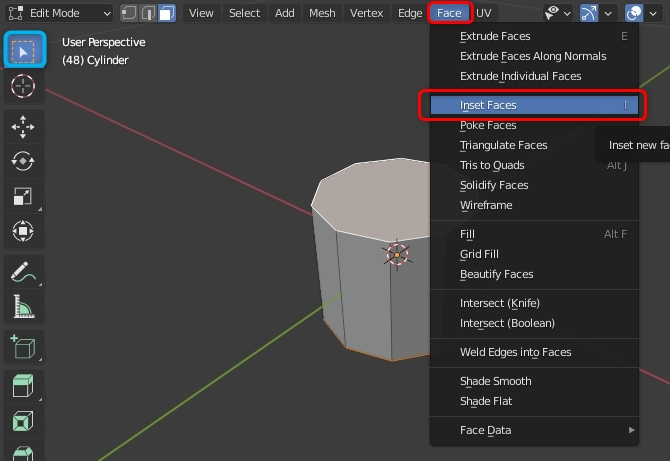 Edit Mode View Select Add Mesh Vertex Edge Face UV
User Perspective
(48) Cylinder
Extrude Faces E
Extrude Faces Along Normals
Extrude Individual Faces
Inset Faces I
Poke Faces
Triangulate Faces
Inset new fa
Tris to Quads Alt J
Solidify Faces
Wireframe
Fill Alt F
Grid Fill
Beautify Faces
Intersect (Knife)
Intersect (Boolean)
Weld Edges into Faces
Shade Smooth
Shade Flat
Face Data